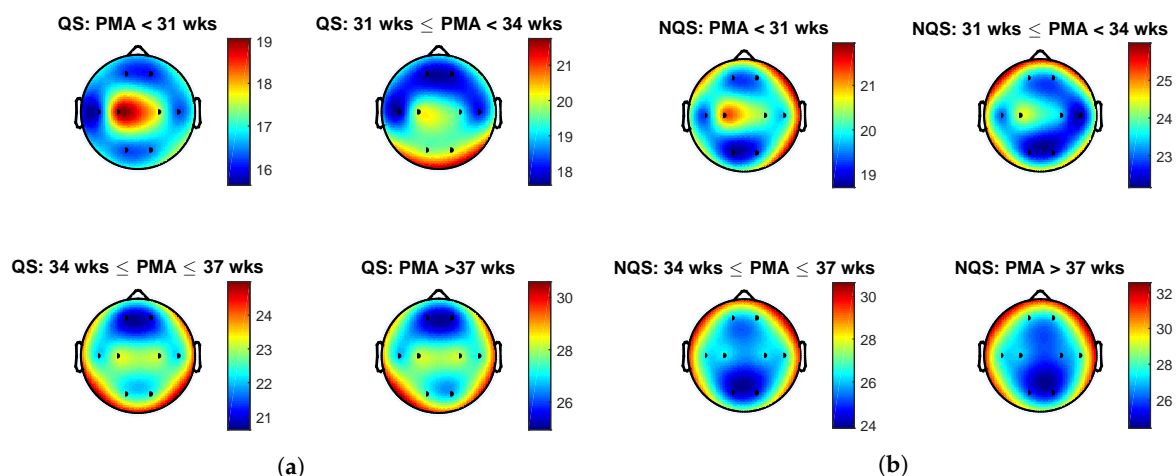 QS: PMA < 31 wks
19
18
17
16
QS: 31 wks ≤ PMA < 34 wks
21
20
19
18
NQS: PMA < 31 wks
21
20
19
NQS: 31 wks ≤ PMA < 34 wks
25
24
23
QS: 34 wks ≤ PMA ≤ 37 wks
24
23
22
21
QS: PMA >37 wks
30
28
26
NQS: 34 wks ≤ PMA ≤ 37 wks
30
28
26
24
NQS: PMA > 37 wks
32
30
28
26
(a)
(b)